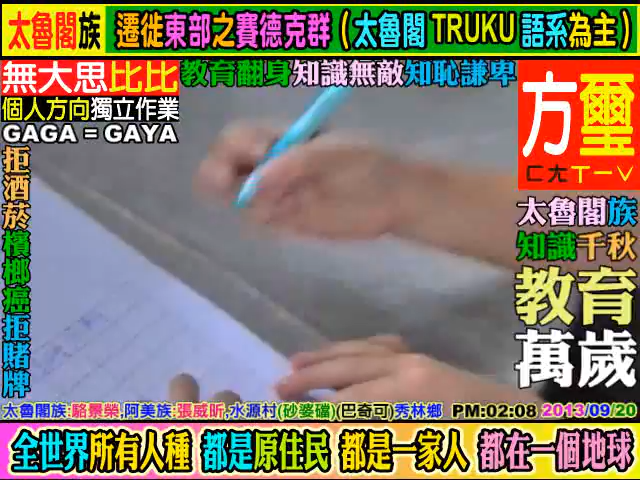 太魯閣族 遷徙東部之賽德克群(太魯閣 TRUKU 語系為主)
無大思比比 教育翻身知識無敵知恥謙卑
個人方向獨立作業
GAGA = GAYA
拒酒菸檳榔癌拒賭牌
方璽
ㄈㄤㄒㄧˇ
太魯閣族
知識千秋
教育
萬歲
太魯閣族:駱景榮,阿美族:張威昕,水源村(砂婆礑)(巴奇可)秀林鄉 PM:02:08 2013/09/20
全世界所有人種 都是原住民 都是一家人 都在一個地球